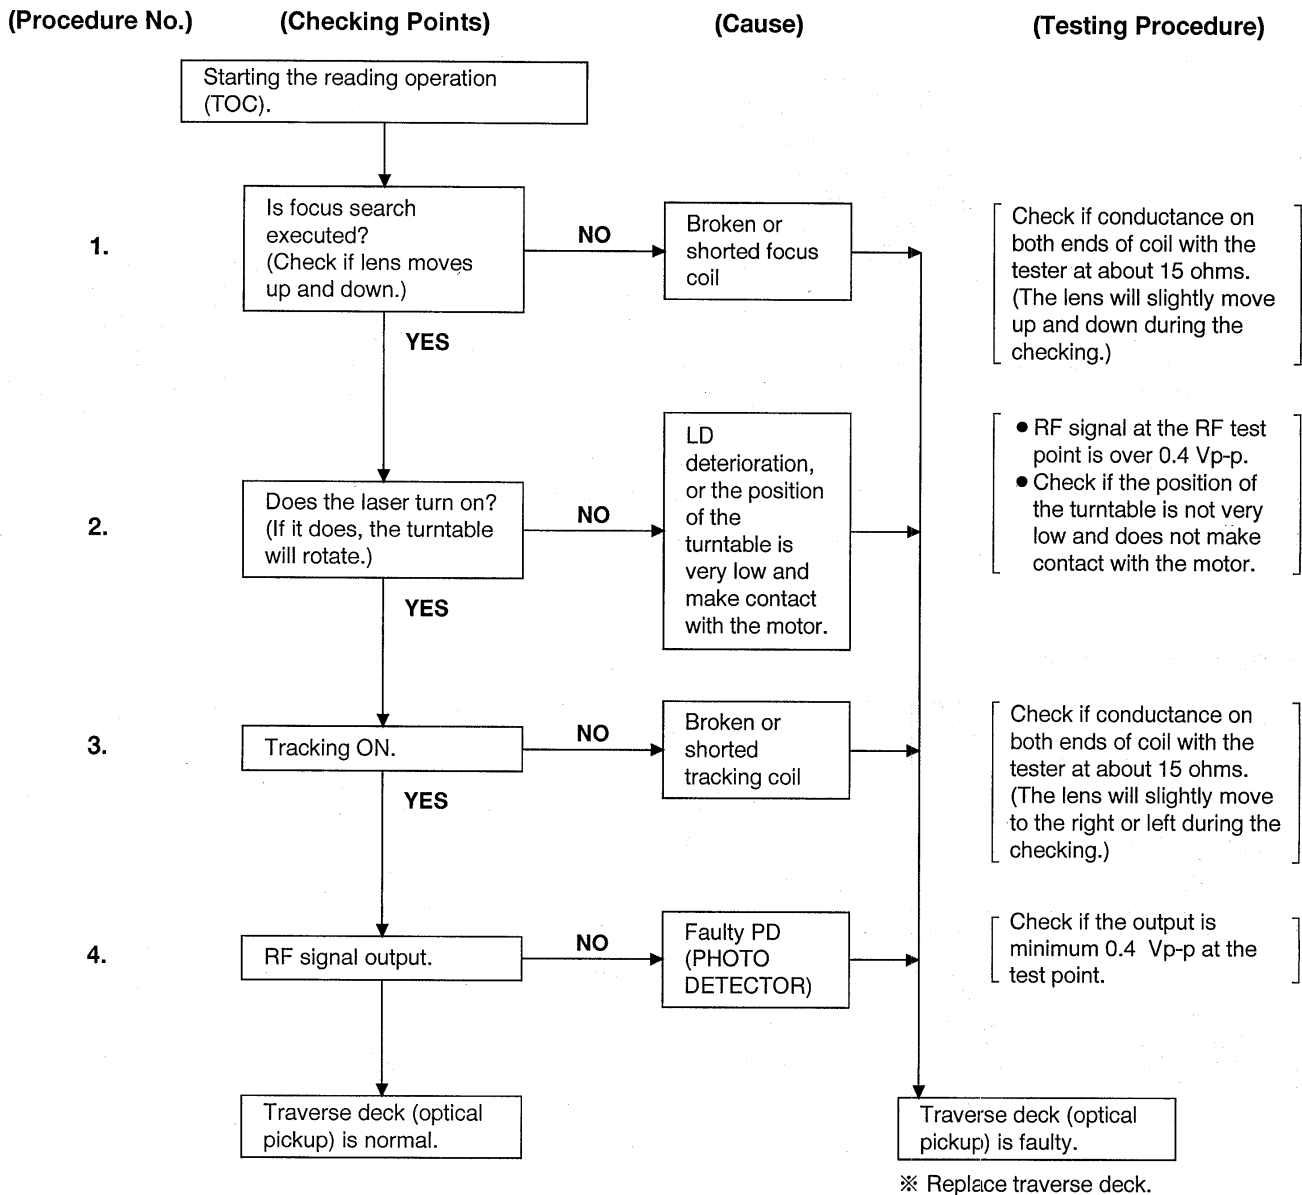 (Procedure No.)
(Checking Points)
(Cause)
(Testing Procedure)
Starting the reading operation
(TOC).
1.
Is focus search
executed?
(Check if lens moves
up and down.)
NO
Broken or
shorted focus
coil
Check if conductance on
both ends of coil with the
tester at about 15 ohms.
(The lens will slightly move
up and down during the
checking.)
YES
2.
Does the laser turn on?
(If it does, the turntable
will rotate.)
NO
LD
deterioration,
or the position
of the
turntable is
very low and
make contact
with the motor.
● RF signal at the RF test
point is over 0.4 Vp-p.
● Check if the position of
the turntable is not very
low and does not make
contact with the motor.
YES
3.
Tracking ON.
NO
Broken or
shorted
tracking coil
Check if conductance on
both ends of coil with the
tester at about 15 ohms.
(The lens will slightly move
to the right or left during the
checking.)
YES
4.
RF signal output.
NO
Faulty PD
(PHOTO
DETECTOR)
Check if the output is
minimum 0.4 Vp-p at the
test point.
Traverse deck (optical
pickup) is normal.
Traverse deck (optical
pickup) is faulty.
※ Replace traverse deck.